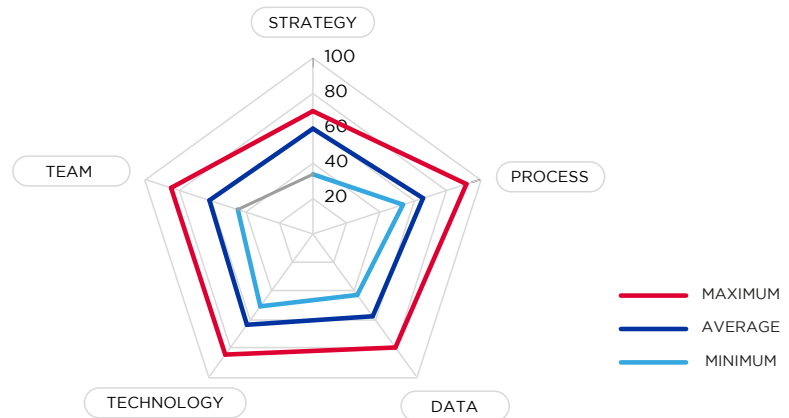 STRATEGY
100
80
60
40
20
TEAM
PROCESS
TECHNOLOGY
DATA
MAXIMUM
AVERAGE
MINIMUM